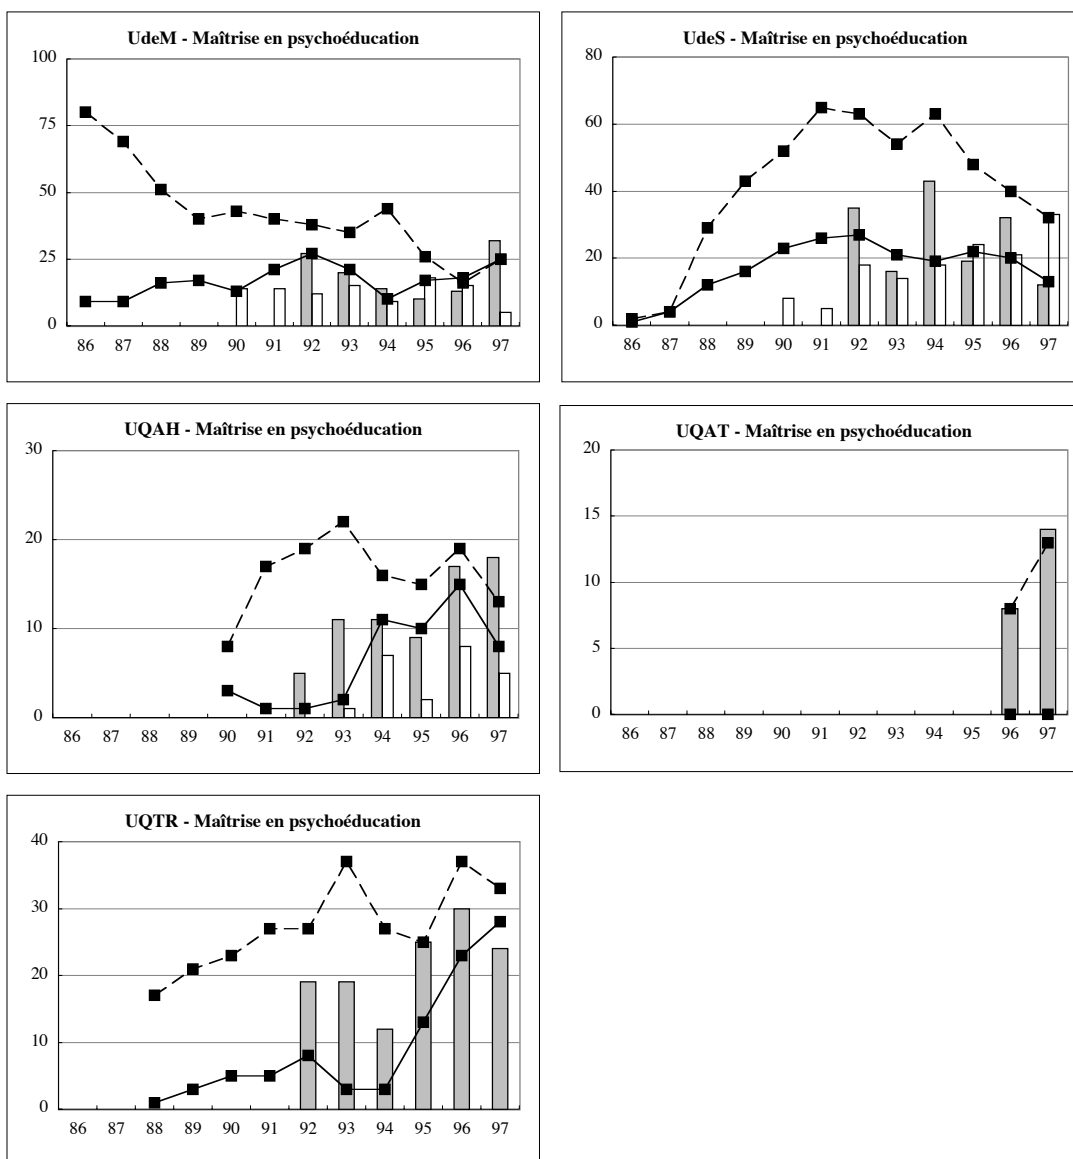 UdeM - Maîtrise en psychoéducation
100
75
50
25
0
86 87 88 89 90 91 92 93 94 95 96 97
UdeS - Maîtrise en psychoéducation
80
60
40
20
0
86 87 88 89 90 91 92 93 94 95 96 97
UQAH - Maîtrise en psychoéducation
30
20
10
0
86 87 88 89 90 91 92 93 94 95 96 97
UQAT - Maîtrise en psychoéducation
20
15
10
5
0
86 87 88 89 90 91 92 93 94 95 96 97
UQTR - Maîtrise en psychoéducation
40
30
20
10
0
86 87 88 89 90 91 92 93 94 95 96 97